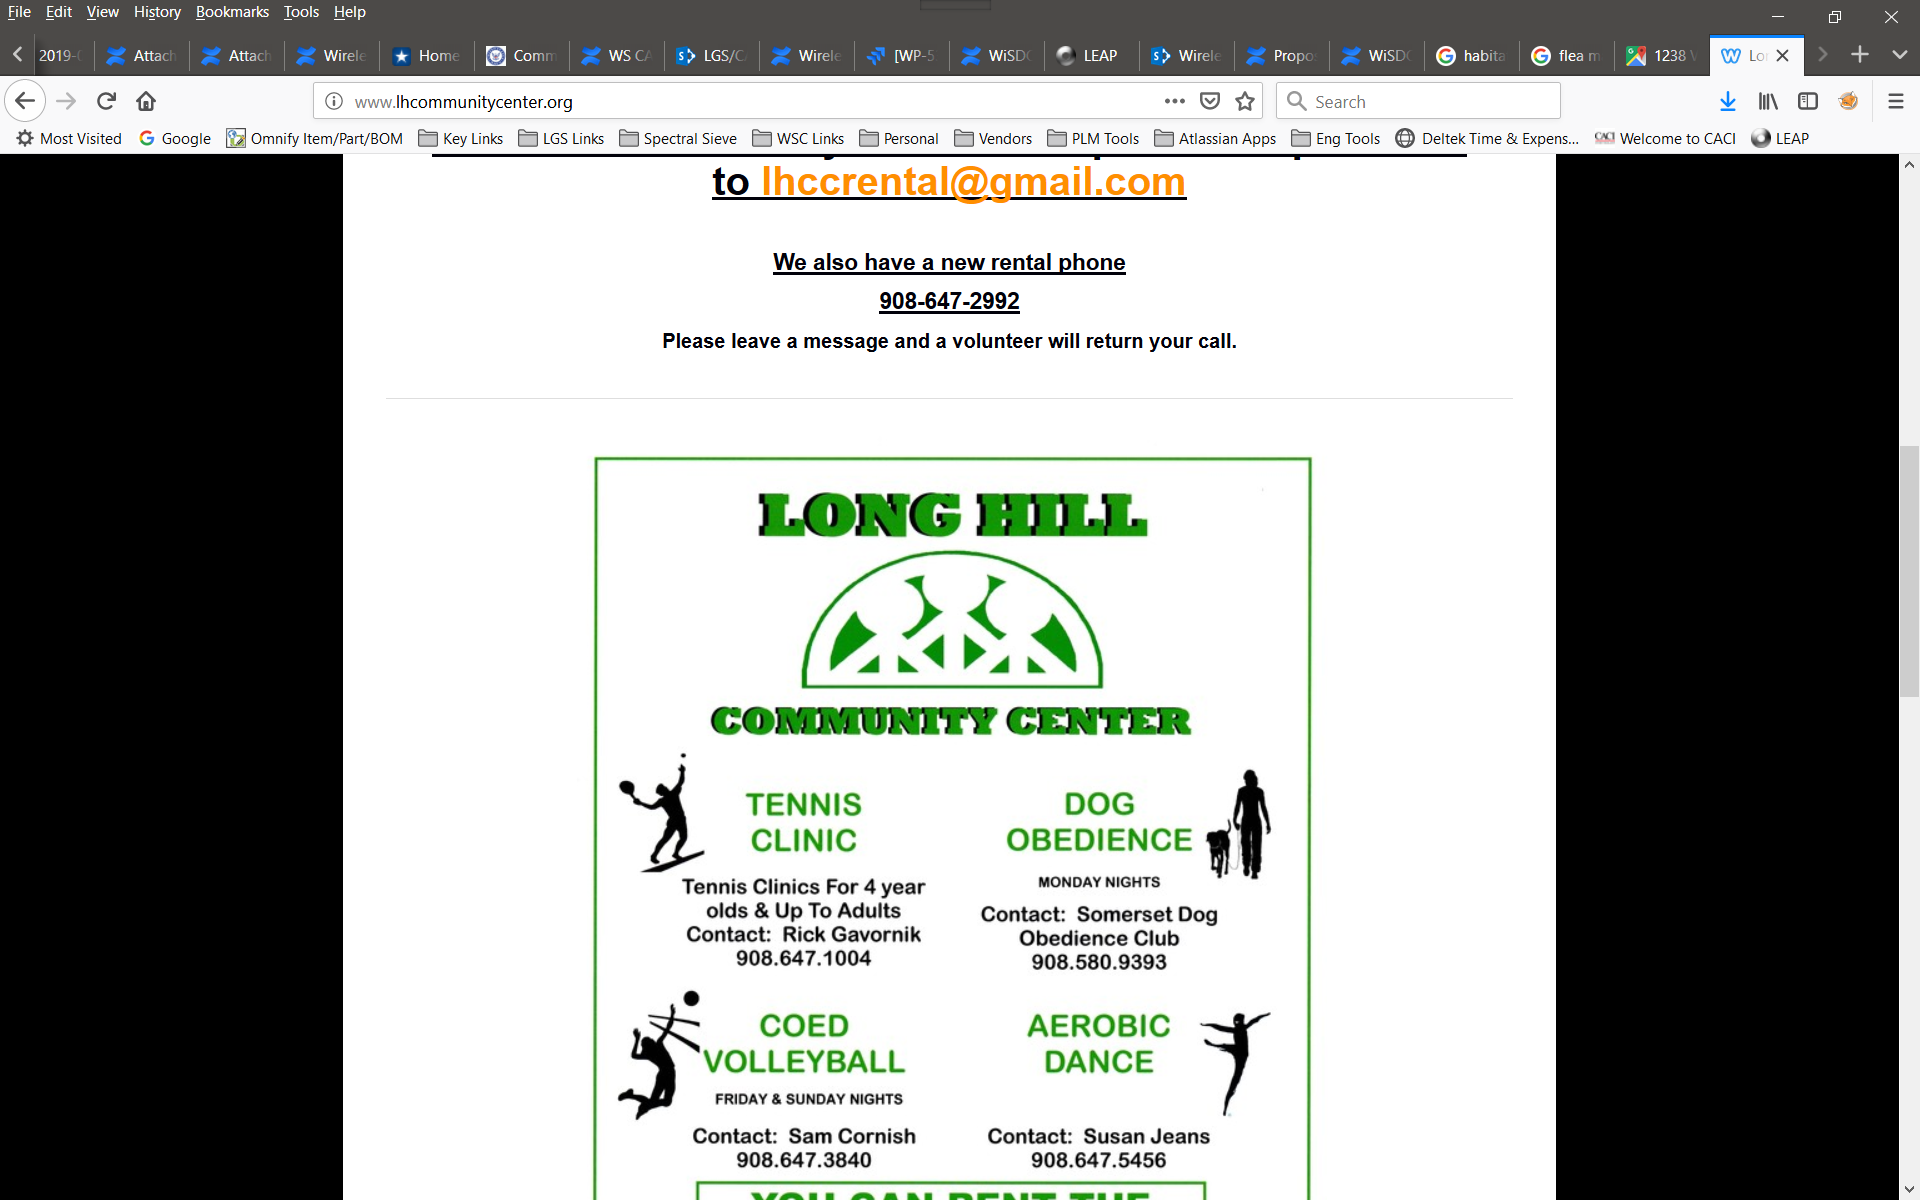 File Edit View History Bookmarks Tools Help
2019- Attach Attach Wirele Home Comm WS CA LGS/C Wirele [WP-5 WiSD LEAP Wirele Propo WiSD habita flea m 1238 Lo
www.lhcommunitycenter.org Search
Most Visited Google Omnify Item/Part/BOM Key Links LGS Links Spectral Sieve WSC Links Personal Vendors PLM Tools Atlassian Apps Eng Tools Deltek Time & Expens... CACI Welcome to CACI LEAP
to lhccrental@gmail.com
We also have a new rental phone
908-647-2992
Please leave a message and a volunteer will return your call.
LONG HILL
COMMUNITY CENTER
TENNIS
CLINIC
Tennis Clinics For 4 year
olds & Up To Adults
Contact: Rick Gavornik
908.647.1004
DOG
OBEDIENCE
MONDAY NIGHTS
Contact: Somerset Dog
Obedience Club
908.580.9393
COED
VOLLEYBALL
FRIDAY & SUNDAY NIGHTS
Contact: Sam Cornish
908.647.3840
AEROBIC
DANCE
Contact: Susan Jeans
908.647.5456
YOU CAN RENT THE